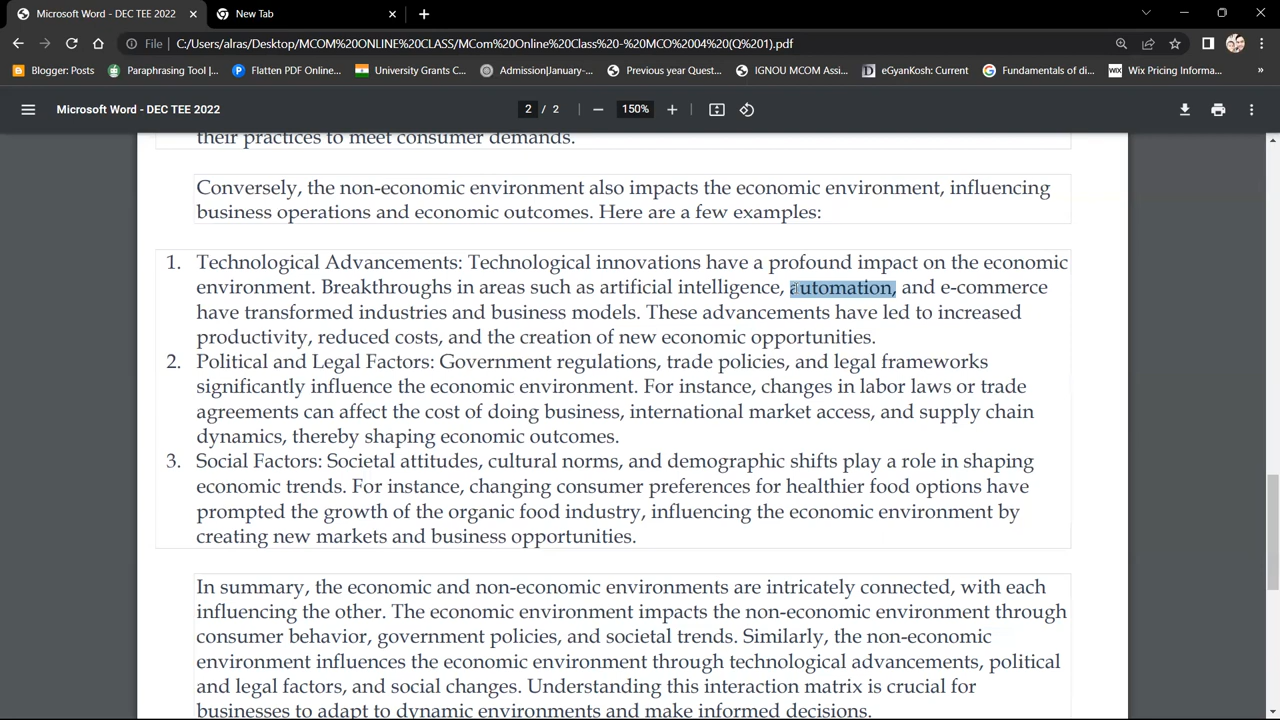 Microsoft Word - DEC TEE 2022
New Tab
File
C:/Users/alras/Desktop/MCOM%20ONLINE%20CLASS/MCom%20Online%20Class%20-%20MCO%2004%20(Q%201).pdf
Blogger: Posts
Paraphrasing Tool |...
Flatten PDF Online...
University Grants C...
Admission|January-...
Previous year Quest...
IGNOU MCOM Assi...
eGyanKosh: Current
Fundamentals of di...
Wix Pricing Informa...
»
Microsoft Word - DEC TEE 2022
2 / 2
150%
their practices to meet consumer demands.
Conversely, the non-economic environment also impacts the economic environment, influencing
business operations and economic outcomes. Here are a few examples:
1. Technological Advancements: Technological innovations have a profound impact on the economic
environment. Breakthroughs in areas such as artificial intelligence, automation, and e-commerce
have transformed industries and business models. These advancements have led to increased
productivity, reduced costs, and the creation of new economic opportunities.
2. Political and Legal Factors: Government regulations, trade policies, and legal frameworks
significantly influence the economic environment. For instance, changes in labor laws or trade
agreements can affect the cost of doing business, international market access, and supply chain
dynamics, thereby shaping economic outcomes.
3. Social Factors: Societal attitudes, cultural norms, and demographic shifts play a role in shaping
economic trends. For instance, changing consumer preferences for healthier food options have
prompted the growth of the organic food industry, influencing the economic environment by
creating new markets and business opportunities.
In summary, the economic and non-economic environments are intricately connected, with each
influencing the other. The economic environment impacts the non-economic environment through
consumer behavior, government policies, and societal trends. Similarly, the non-economic
environment influences the economic environment through technological advancements, political
and legal factors, and social changes. Understanding this interaction matrix is crucial for
businesses to adapt to dynamic environments and make informed decisions.